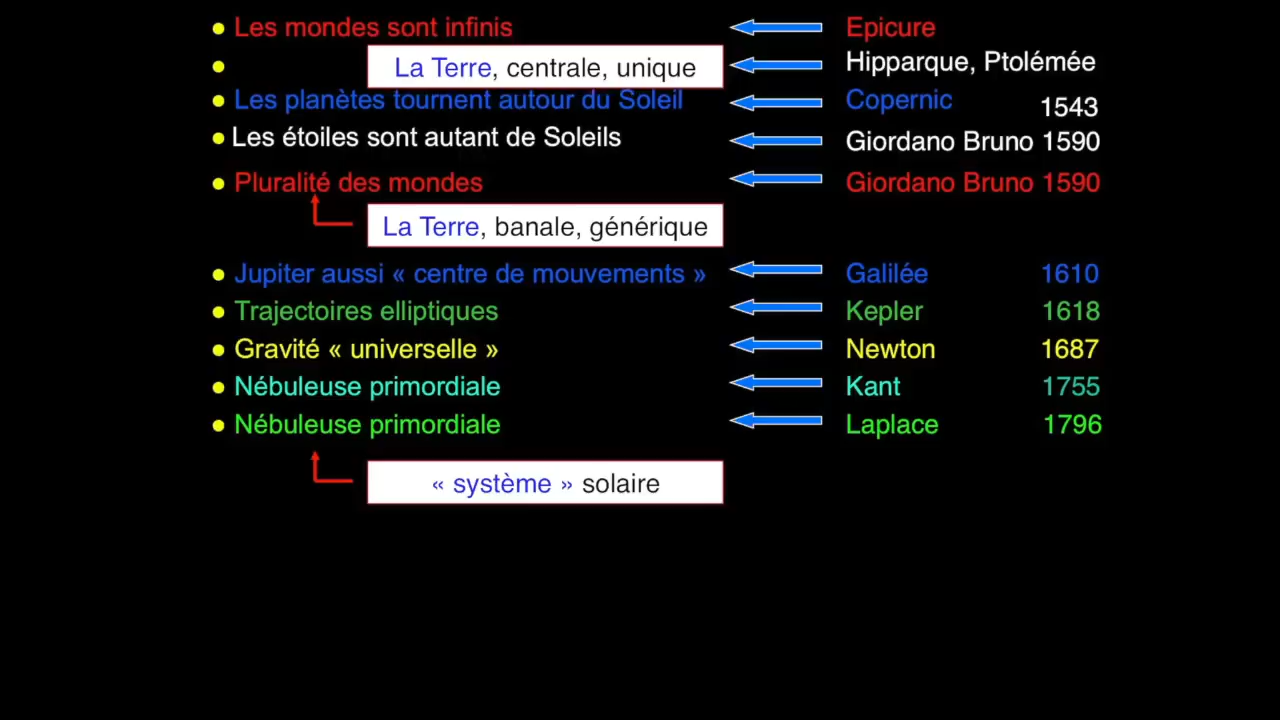 ● Les mondes sont infinis Epicure
● La Terre, centrale, unique Hipparque, Ptolémée
● Les planètes tournent autour du Soleil Copernic 1543
● Les étoiles sont autant de Soleils Giordano Bruno 1590
● Pluralité des mondes Giordano Bruno 1590
La Terre, banale, générique
● Jupiter aussi « centre de mouvements » Galilée 1610
● Trajectoires elliptiques Kepler 1618
● Gravité « universelle » Newton 1687
● Nébuleuse primordiale Kant 1755
● Nébuleuse primordiale Laplace 1796
« système » solaire